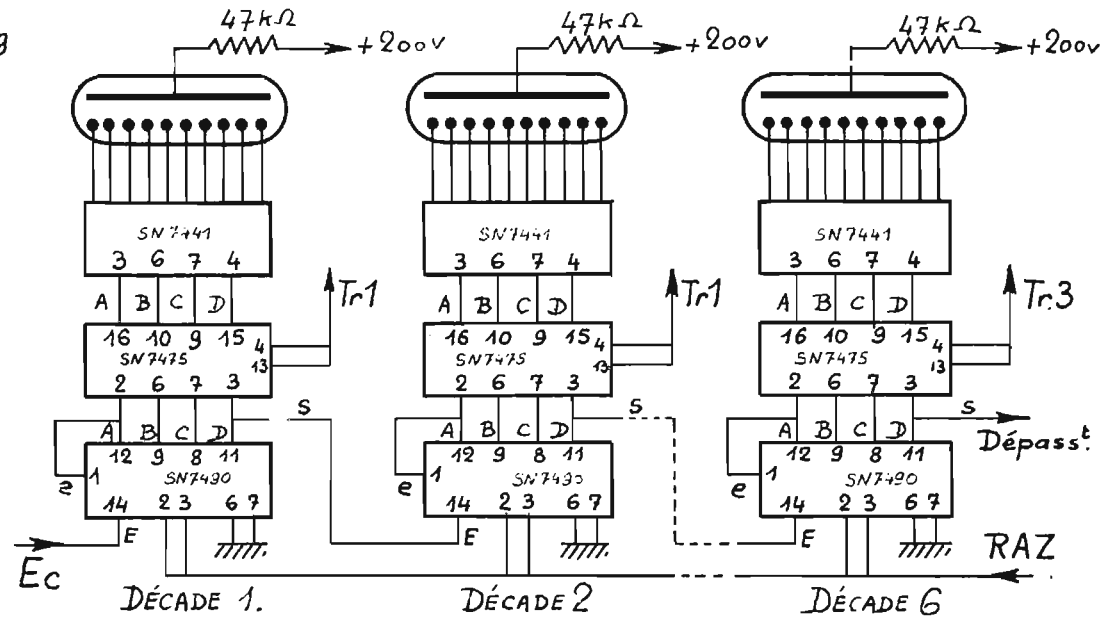 9
47kΩ 47kΩ 47kΩ
+200v +200v +200v
SN7441 SN7441 SN7441
3 6 7 4 3 6 7 4 3 6 7 4
A B C D Tr1 A B C D Tr1 A B C D Tr.3
16 10 9 15 4 16 10 9 15 4 16 10 9 15 4
SN7475 13 SN7475 13 SN7475 13
2 6 7 3 2 6 7 3 2 6 7 3
S S S
A B C D A B C D A B C D Dépasst.
12 9 8 11 12 9 8 11 12 9 8 11
1 SN7490 1 SN7490 1 SN7490
e e e
14 2 3 6 7 14 2 3 6 7 14 2 3 6 7
E E E
Ec RAZ
DÉCADE 1. DÉCADE 2 DÉCADE 6